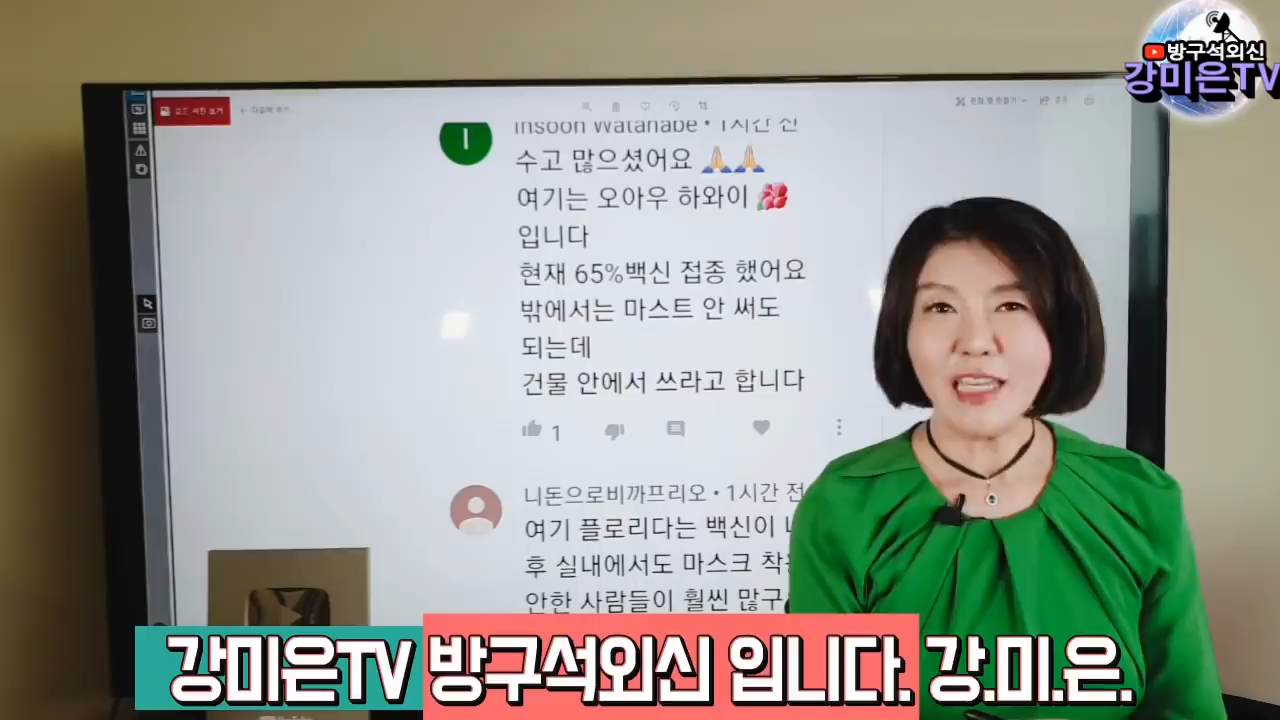 방구석외신
강미은TV
Insoon Watanabe • 1시간 전
수고 많으셨어요 🙏🙏
여기는 오아우 하와이 🌺
입니다
현재 65%백신 접종 했어요
밖에서는 마스트 안 써도
되는데
건물 안에서 쓰라고 합니다
1
니돈으로비까프리오 • 1시간 전
여기 플로리다는 백신이
후 실내에서도 마스크
안한 사람들이 훨씬 많구
강미은TV 방구석외신 입니다. 강.미.은.